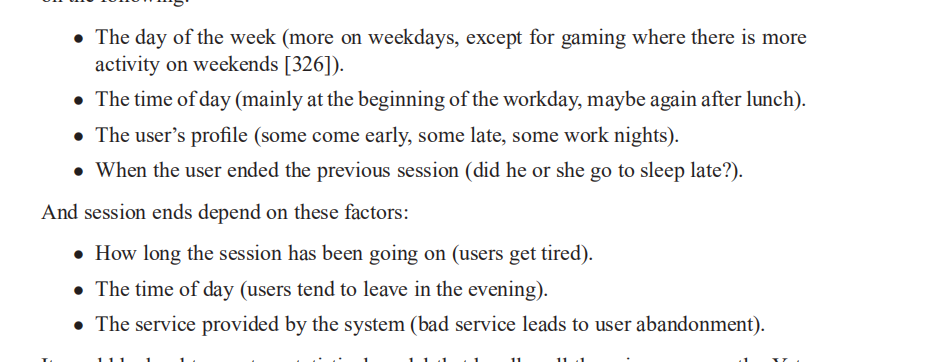 • The day of the week (more on weekdays, except for gaming where there is more
activity on weekends [326]).
• The time of day (mainly at the beginning of the workday, maybe again after lunch).
• The user’s profile (some come early, some late, some work nights).
• When the user ended the previous session (did he or she go to sleep late?).
And session ends depend on these factors:
• How long the session has been going on (users get tired).
• The time of day (users tend to leave in the evening).
• The service provided by the system (bad service leads to user abandonment).